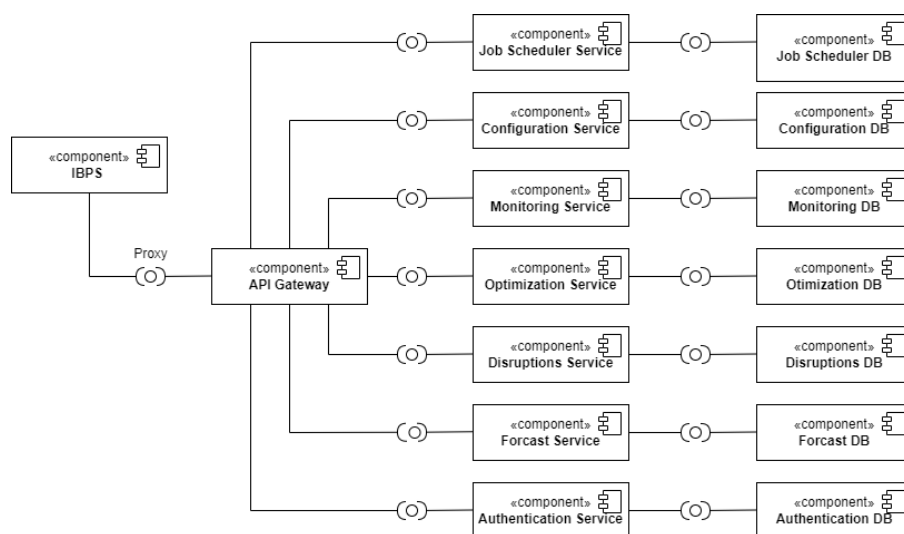 «component»
Job Scheduler Service
«component»
Job Scheduler DB
«component»
Configuration Service
«component»
Configuration DB
«component»
IBPS
«component»
Monitoring Service
«component»
Monitoring DB
Proxy
«component»
API Gateway
«component»
Optimization Service
«component»
Otimization DB
«component»
Disruptions Service
«component»
Disruptions DB
«component»
Forcast Service
«component»
Forcast DB
«component»
Authentication Service
«component»
Authentication DB